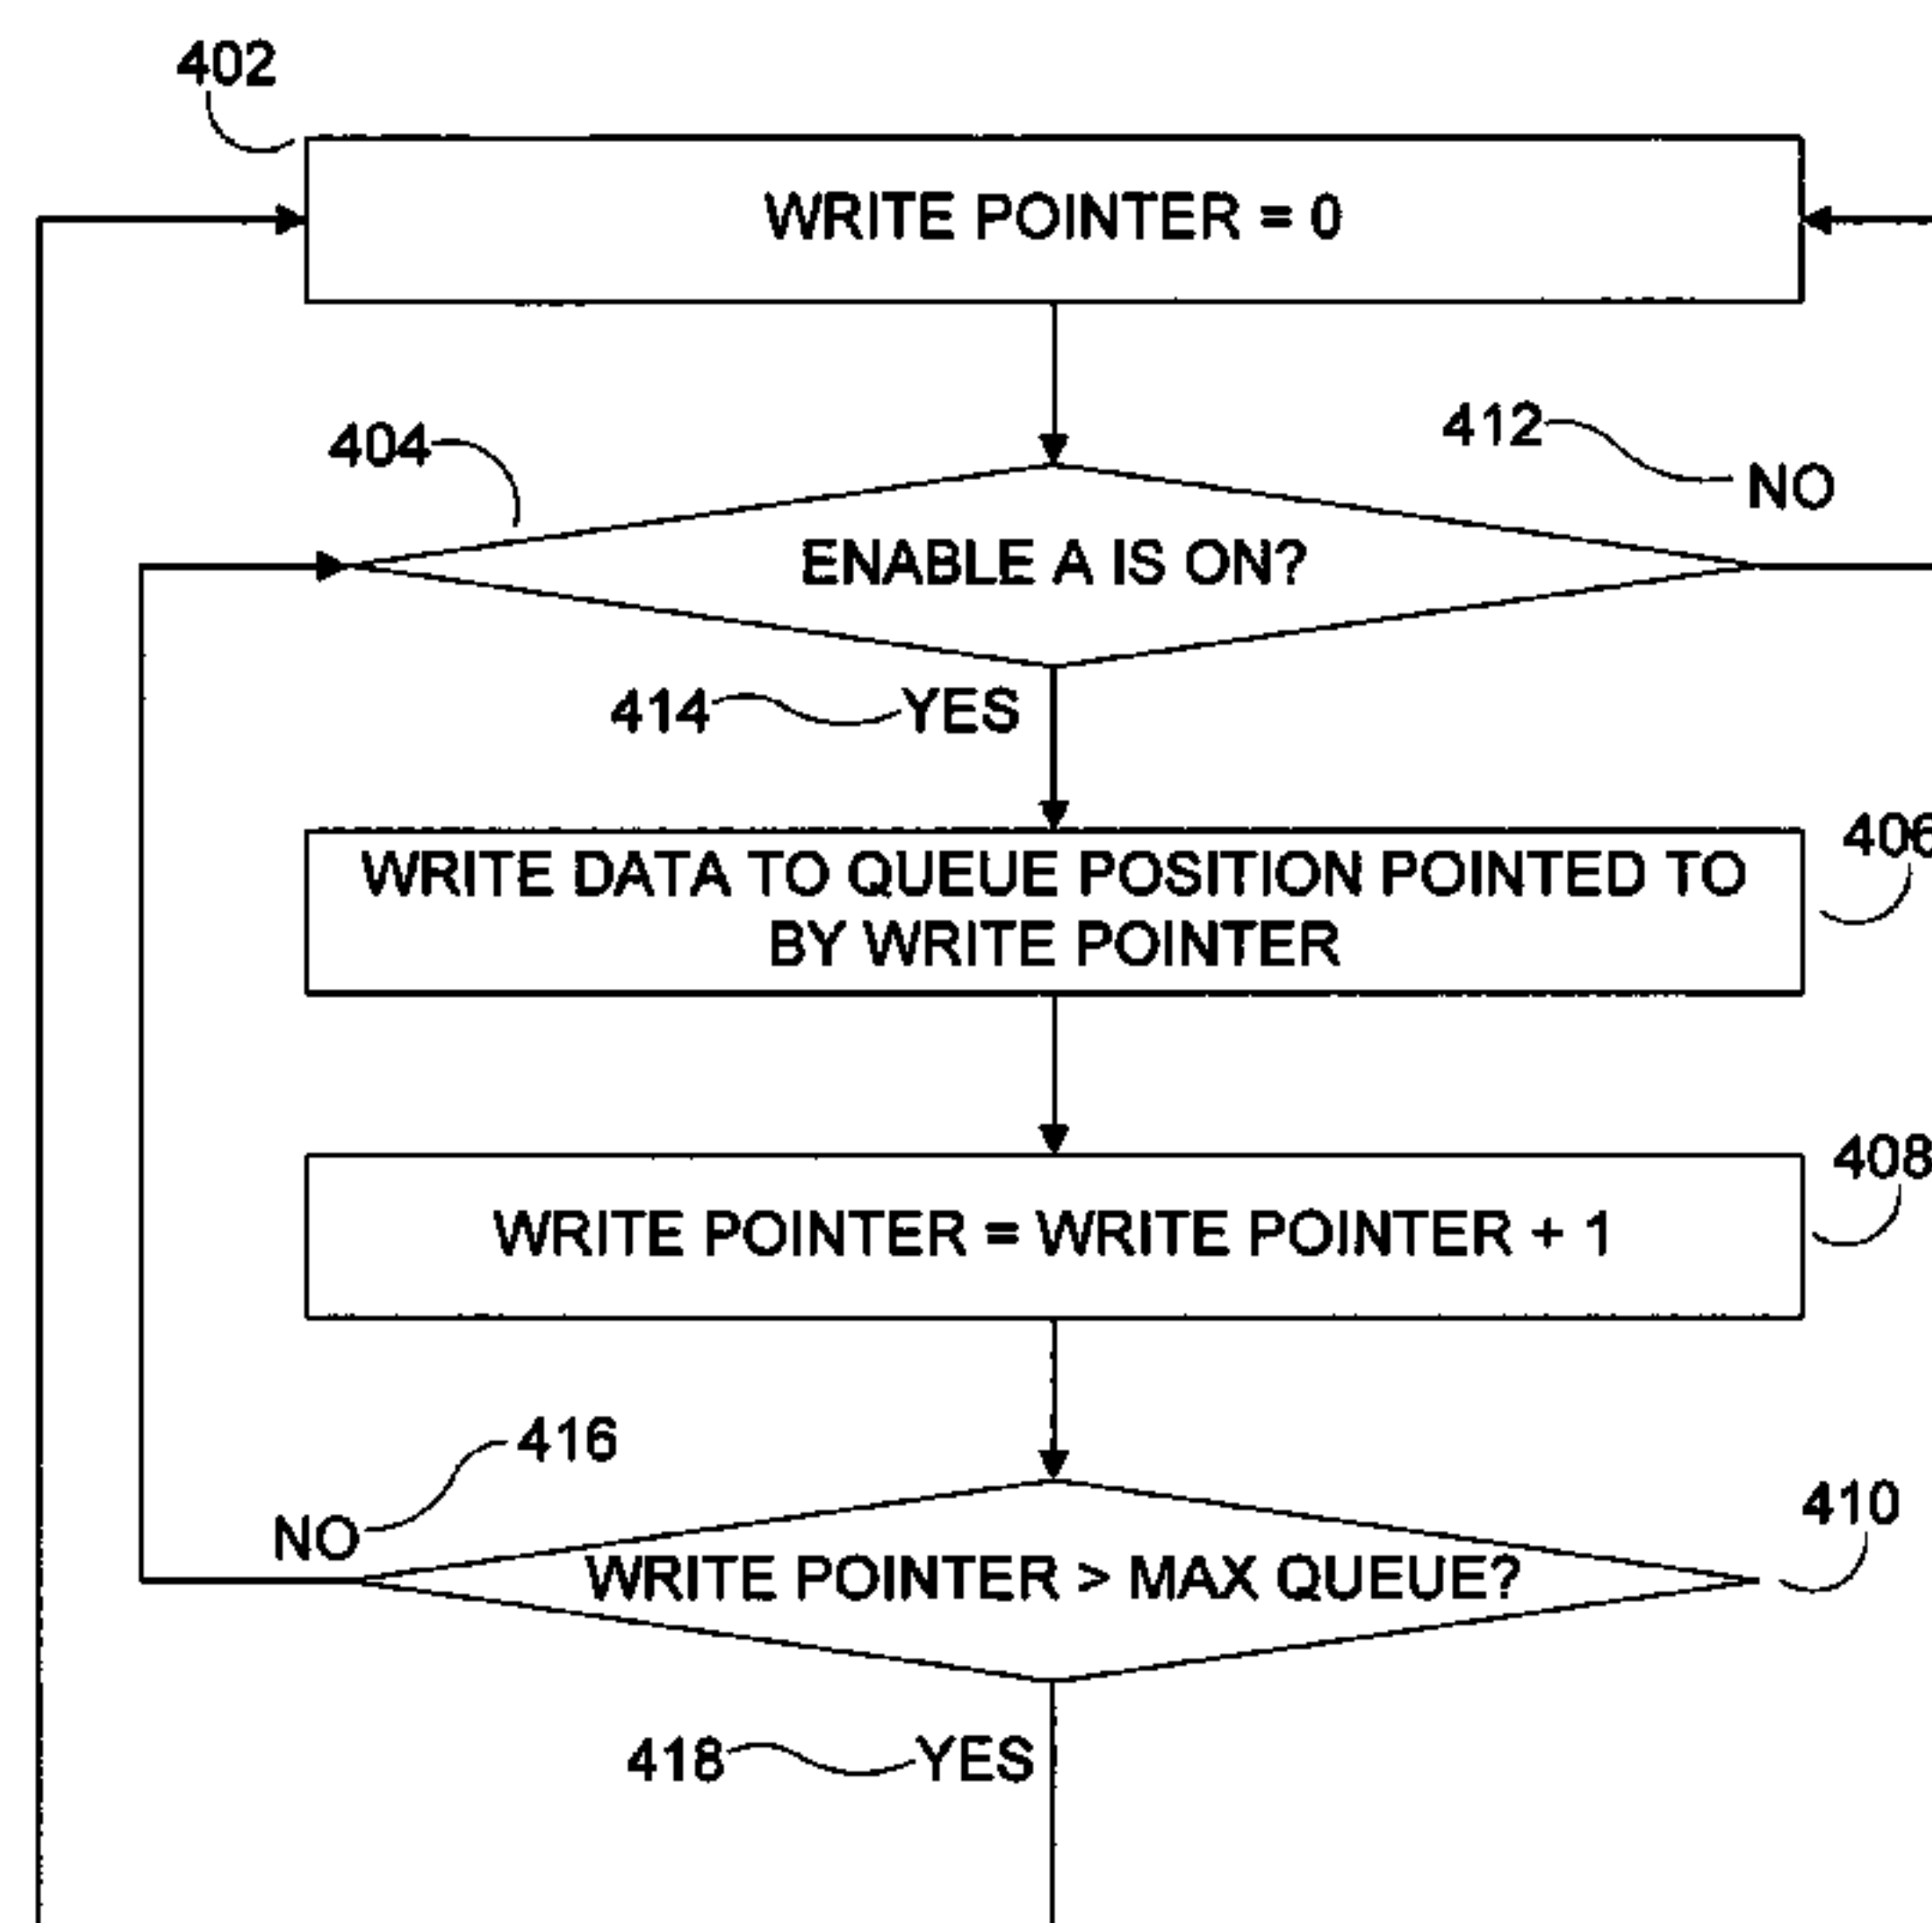 402
WRITE POINTER = 0
404
412
NO
ENABLE A IS ON?
414
YES
406
WRITE DATA TO QUEUE POSITION POINTED TO
BY WRITE POINTER
408
WRITE POINTER = WRITE POINTER + 1
416
NO
410
WRITE POINTER > MAX QUEUE?
418
YES